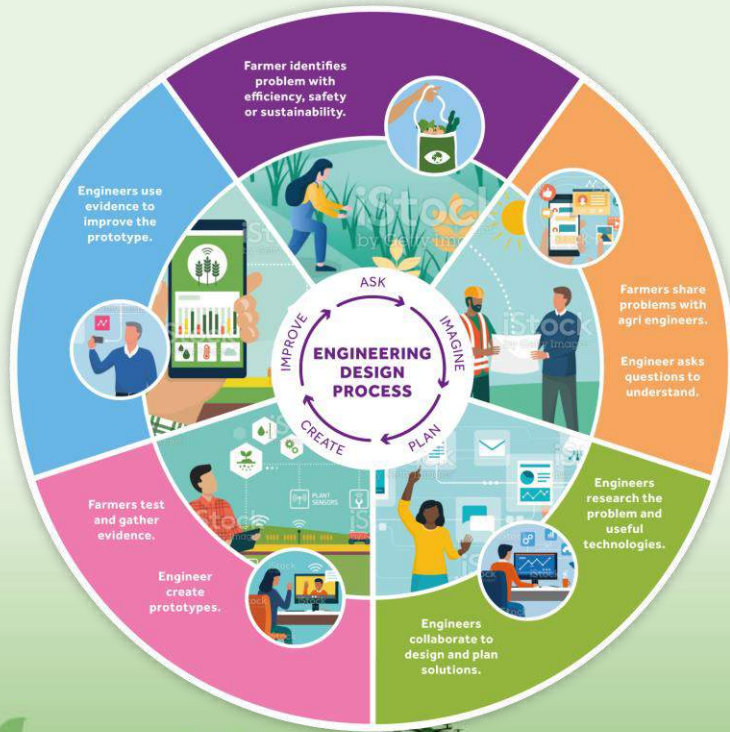 Farmer identifies
problem with
efficiency, safety
or sustainability.
Engineers use
evidence to
improve the
prototype.
iStock
by Getty Images
Farmers share
problems with
agri engineers.
Engineer asks
questions to
understand.
ASK
IMAGINE
PLAN
CREATE
IMPROVE
ENGINEERING
DESIGN
PROCESS
iStock
Farmers test
and gather
evidence.
Engineer
create
prototypes.
PLANT
SENSORS
Engineers
research the
problem and
useful
technologies.
Engineers
collaborate to
design and plan
solutions.